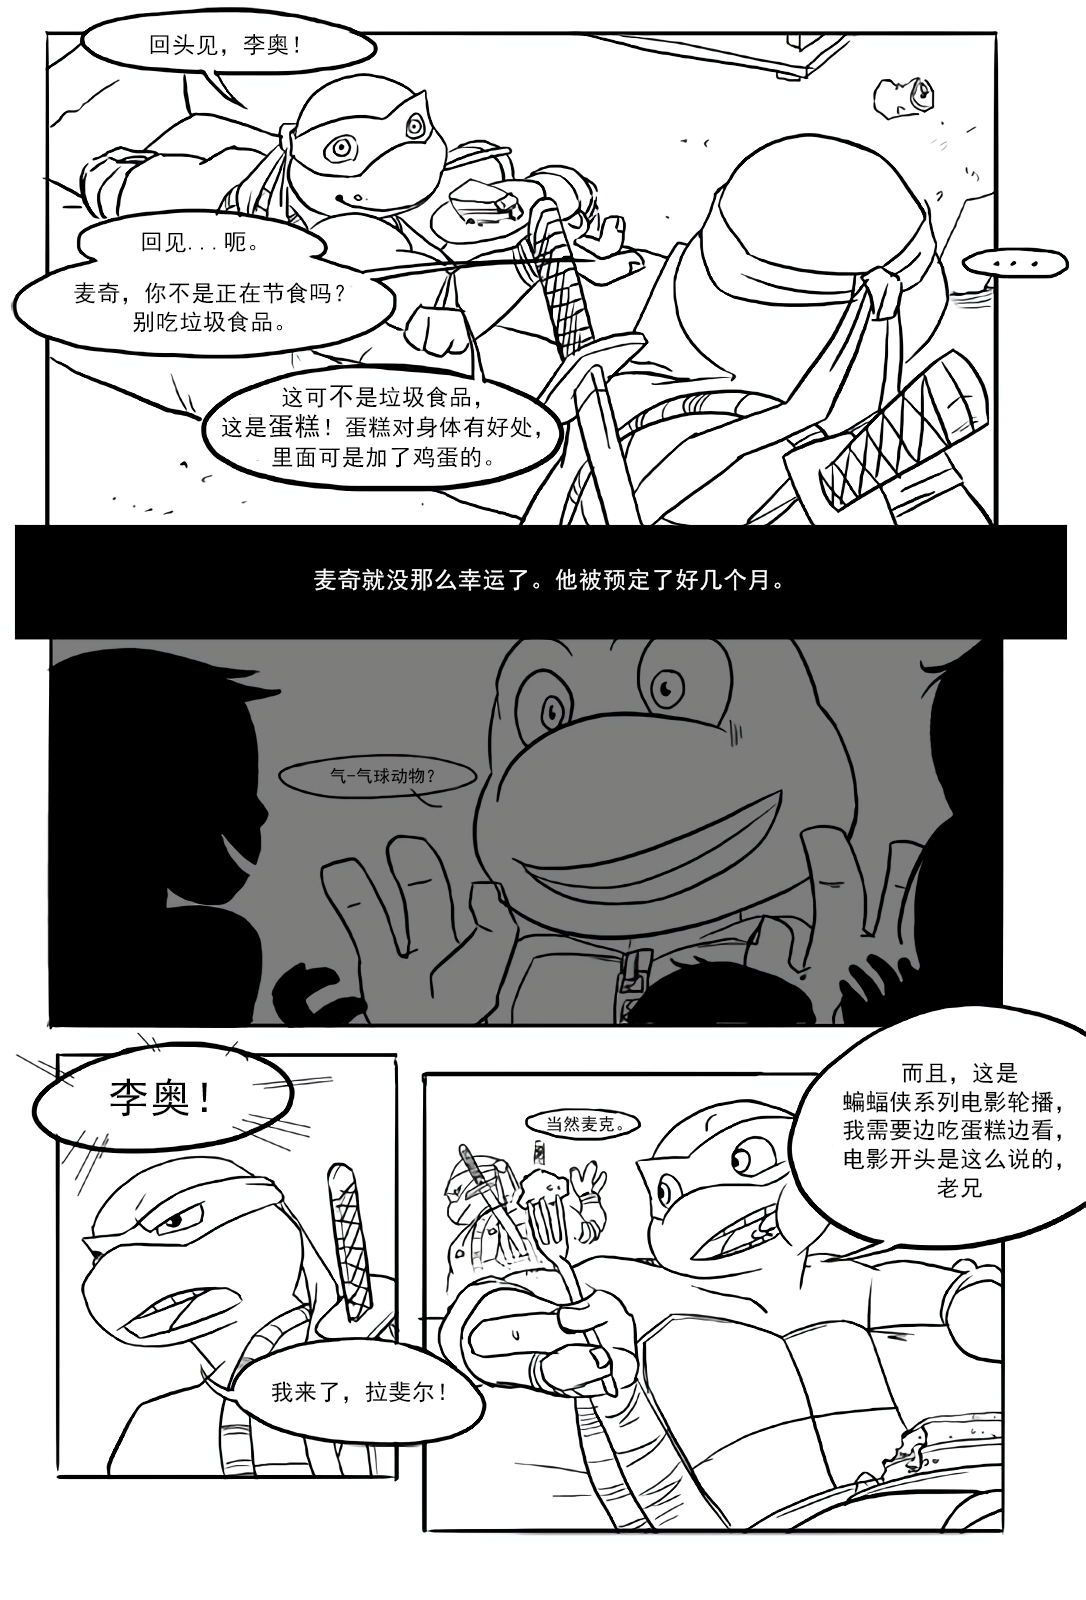 回头见，李奥！
回见...呃。
麦奇，你不是正在节食吗？
别吃垃圾食品。
...
这可不是垃圾食品，
这是蛋糕！蛋糕对身体有好处，
里面可是加了鸡蛋的。
麦奇就没那么幸运了。他被预定了好几个月。
气-气球动物？
李奥！
我来了，拉斐尔！
当然麦克。
而且，这是
蝙蝠侠系列电影轮播，
我需要边吃蛋糕边看，
电影开头是这么说的，
老兄